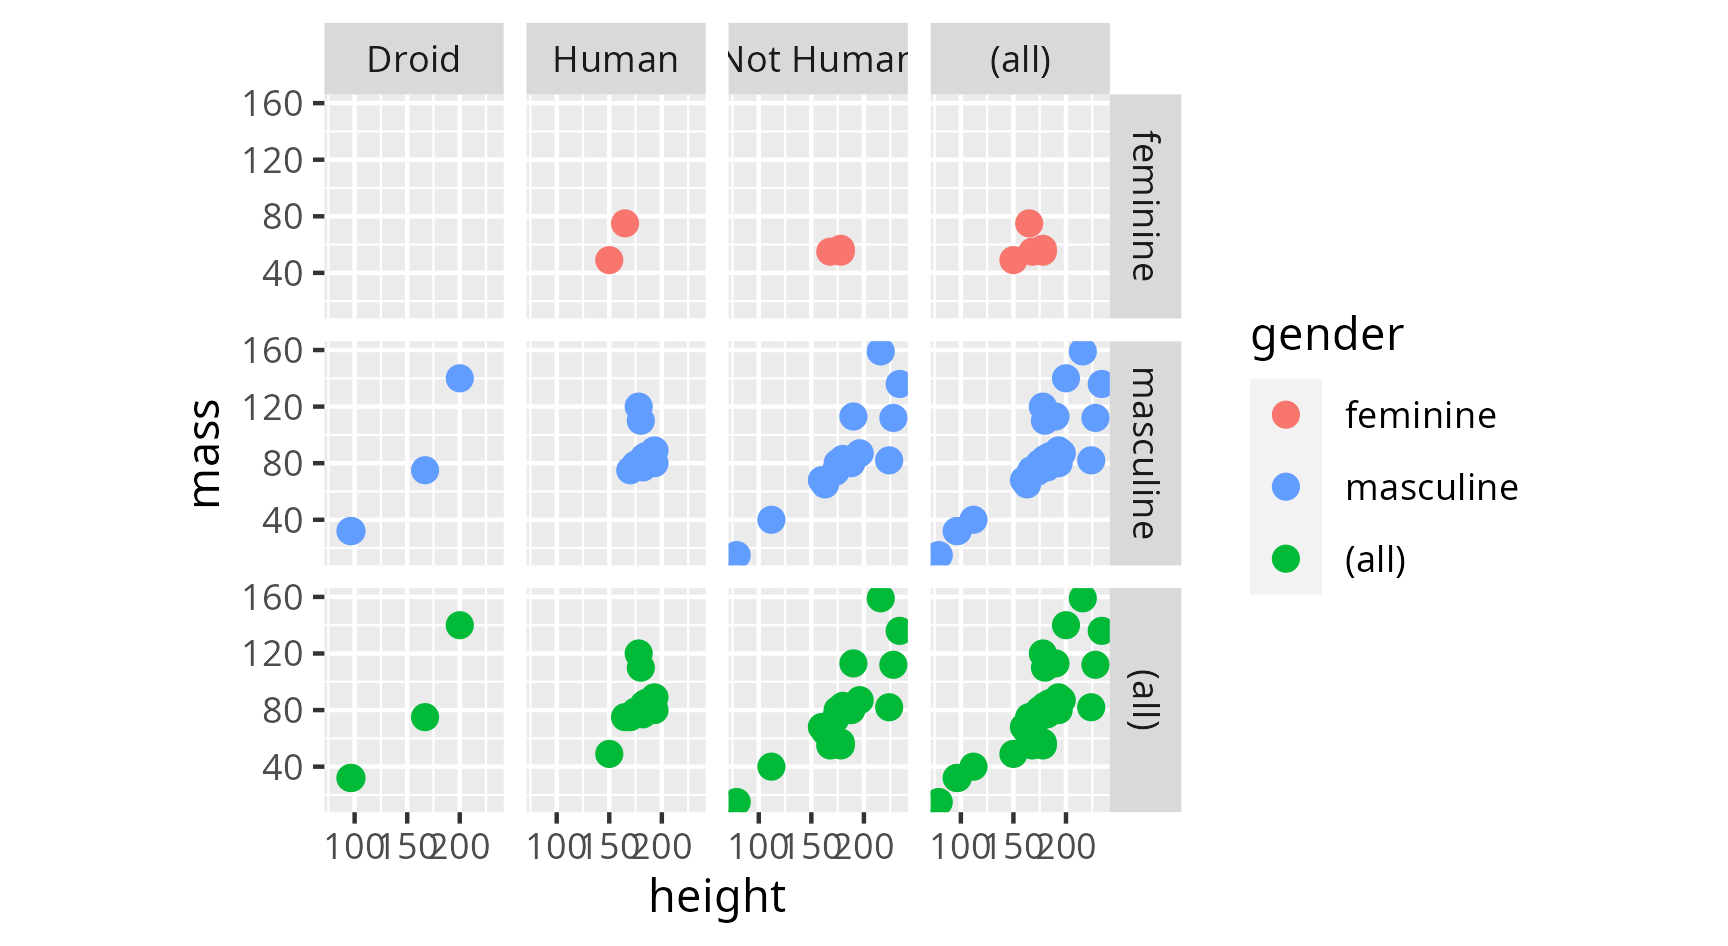 Droid Human Not Human (all)
160
120
80
40
feminine
160
120
80
40
masculine
160
120
80
40
(all)
100 150 200 100 150 200 100 150 200 100 150 200
height
mass
gender
feminine
masculine
(all)